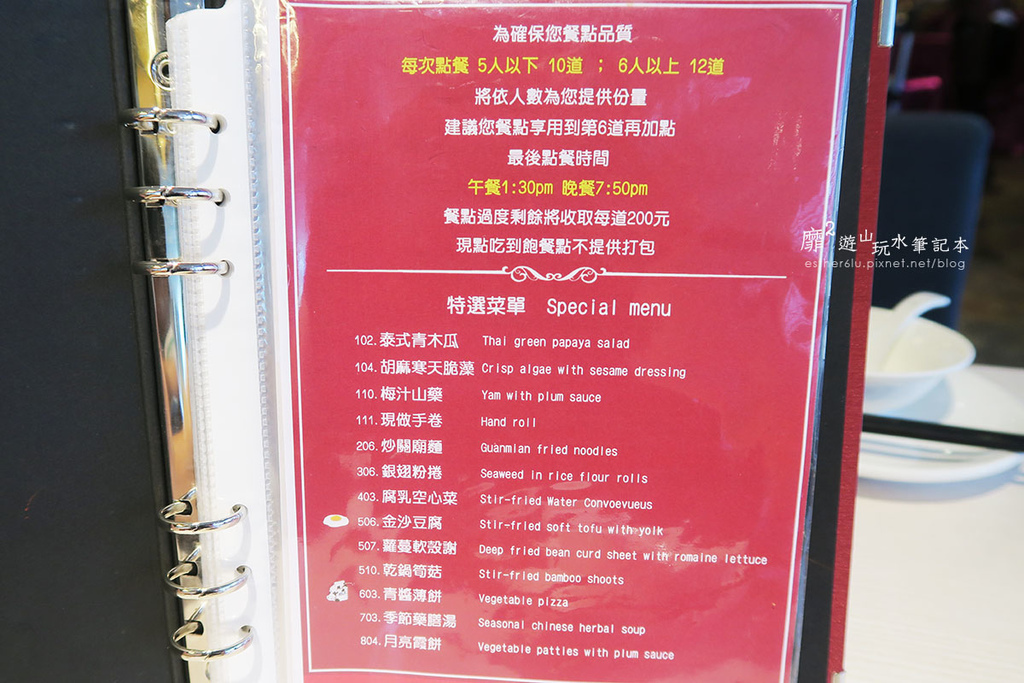 為確保您餐點品質
每次點餐 5人以下 10道 ； 6人以上 12道
將依人數為您提供份量
建議您餐點享用到第6道再加點
最後點餐時間
午餐1:30pm 晚餐7:50pm
餐點過度剩餘將收取每道200元
現點吃到飽餐點不提供打包
特選菜單 Special menu
102. 泰式青木瓜 Thai green papaya salad
104. 胡麻寒天脆藻 Crisp algae with sesame dressing
110. 梅汁山藥 Yam with plum sauce
111. 現做手卷 Hand roll
206. 炒關廟麵 Guanmian fried noodles
306. 銀翅粉捲 Seaweed in rice flour rolls
403. 腐乳空心菜 Stir-fried Water Convoevueus
506. 金沙豆腐 Stir-fried soft tofu with yolk
507. 羅蔓軟殼謝 Deep fried bean curd sheet with romaine lettuce
510. 乾鍋筍菇 Stir-fried bamboo shoots
603. 青醬薄餅 Vegetable pizza
703. 季節藥膳湯 Seasonal chinese herbal soup
804. 月亮霞餅 Vegetable patties with plum sauce
靡2遊山玩水筆記本
esther6lu.pixnet.net/blog